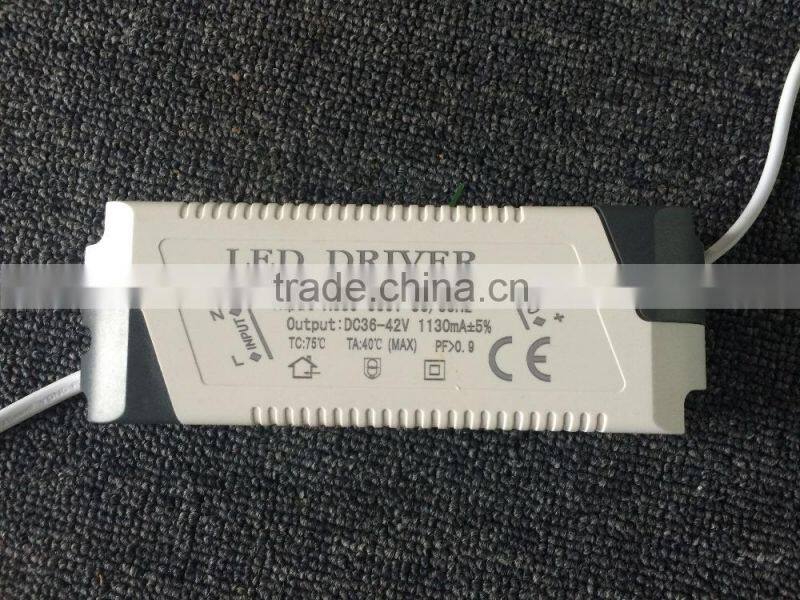 LED DRIVER
trade.china.cn
Output:DC36-42V 1130mA±5%
TC:75℃ TA:40℃ (MAX) PF>0.9
N
INPUT
L
+
CE